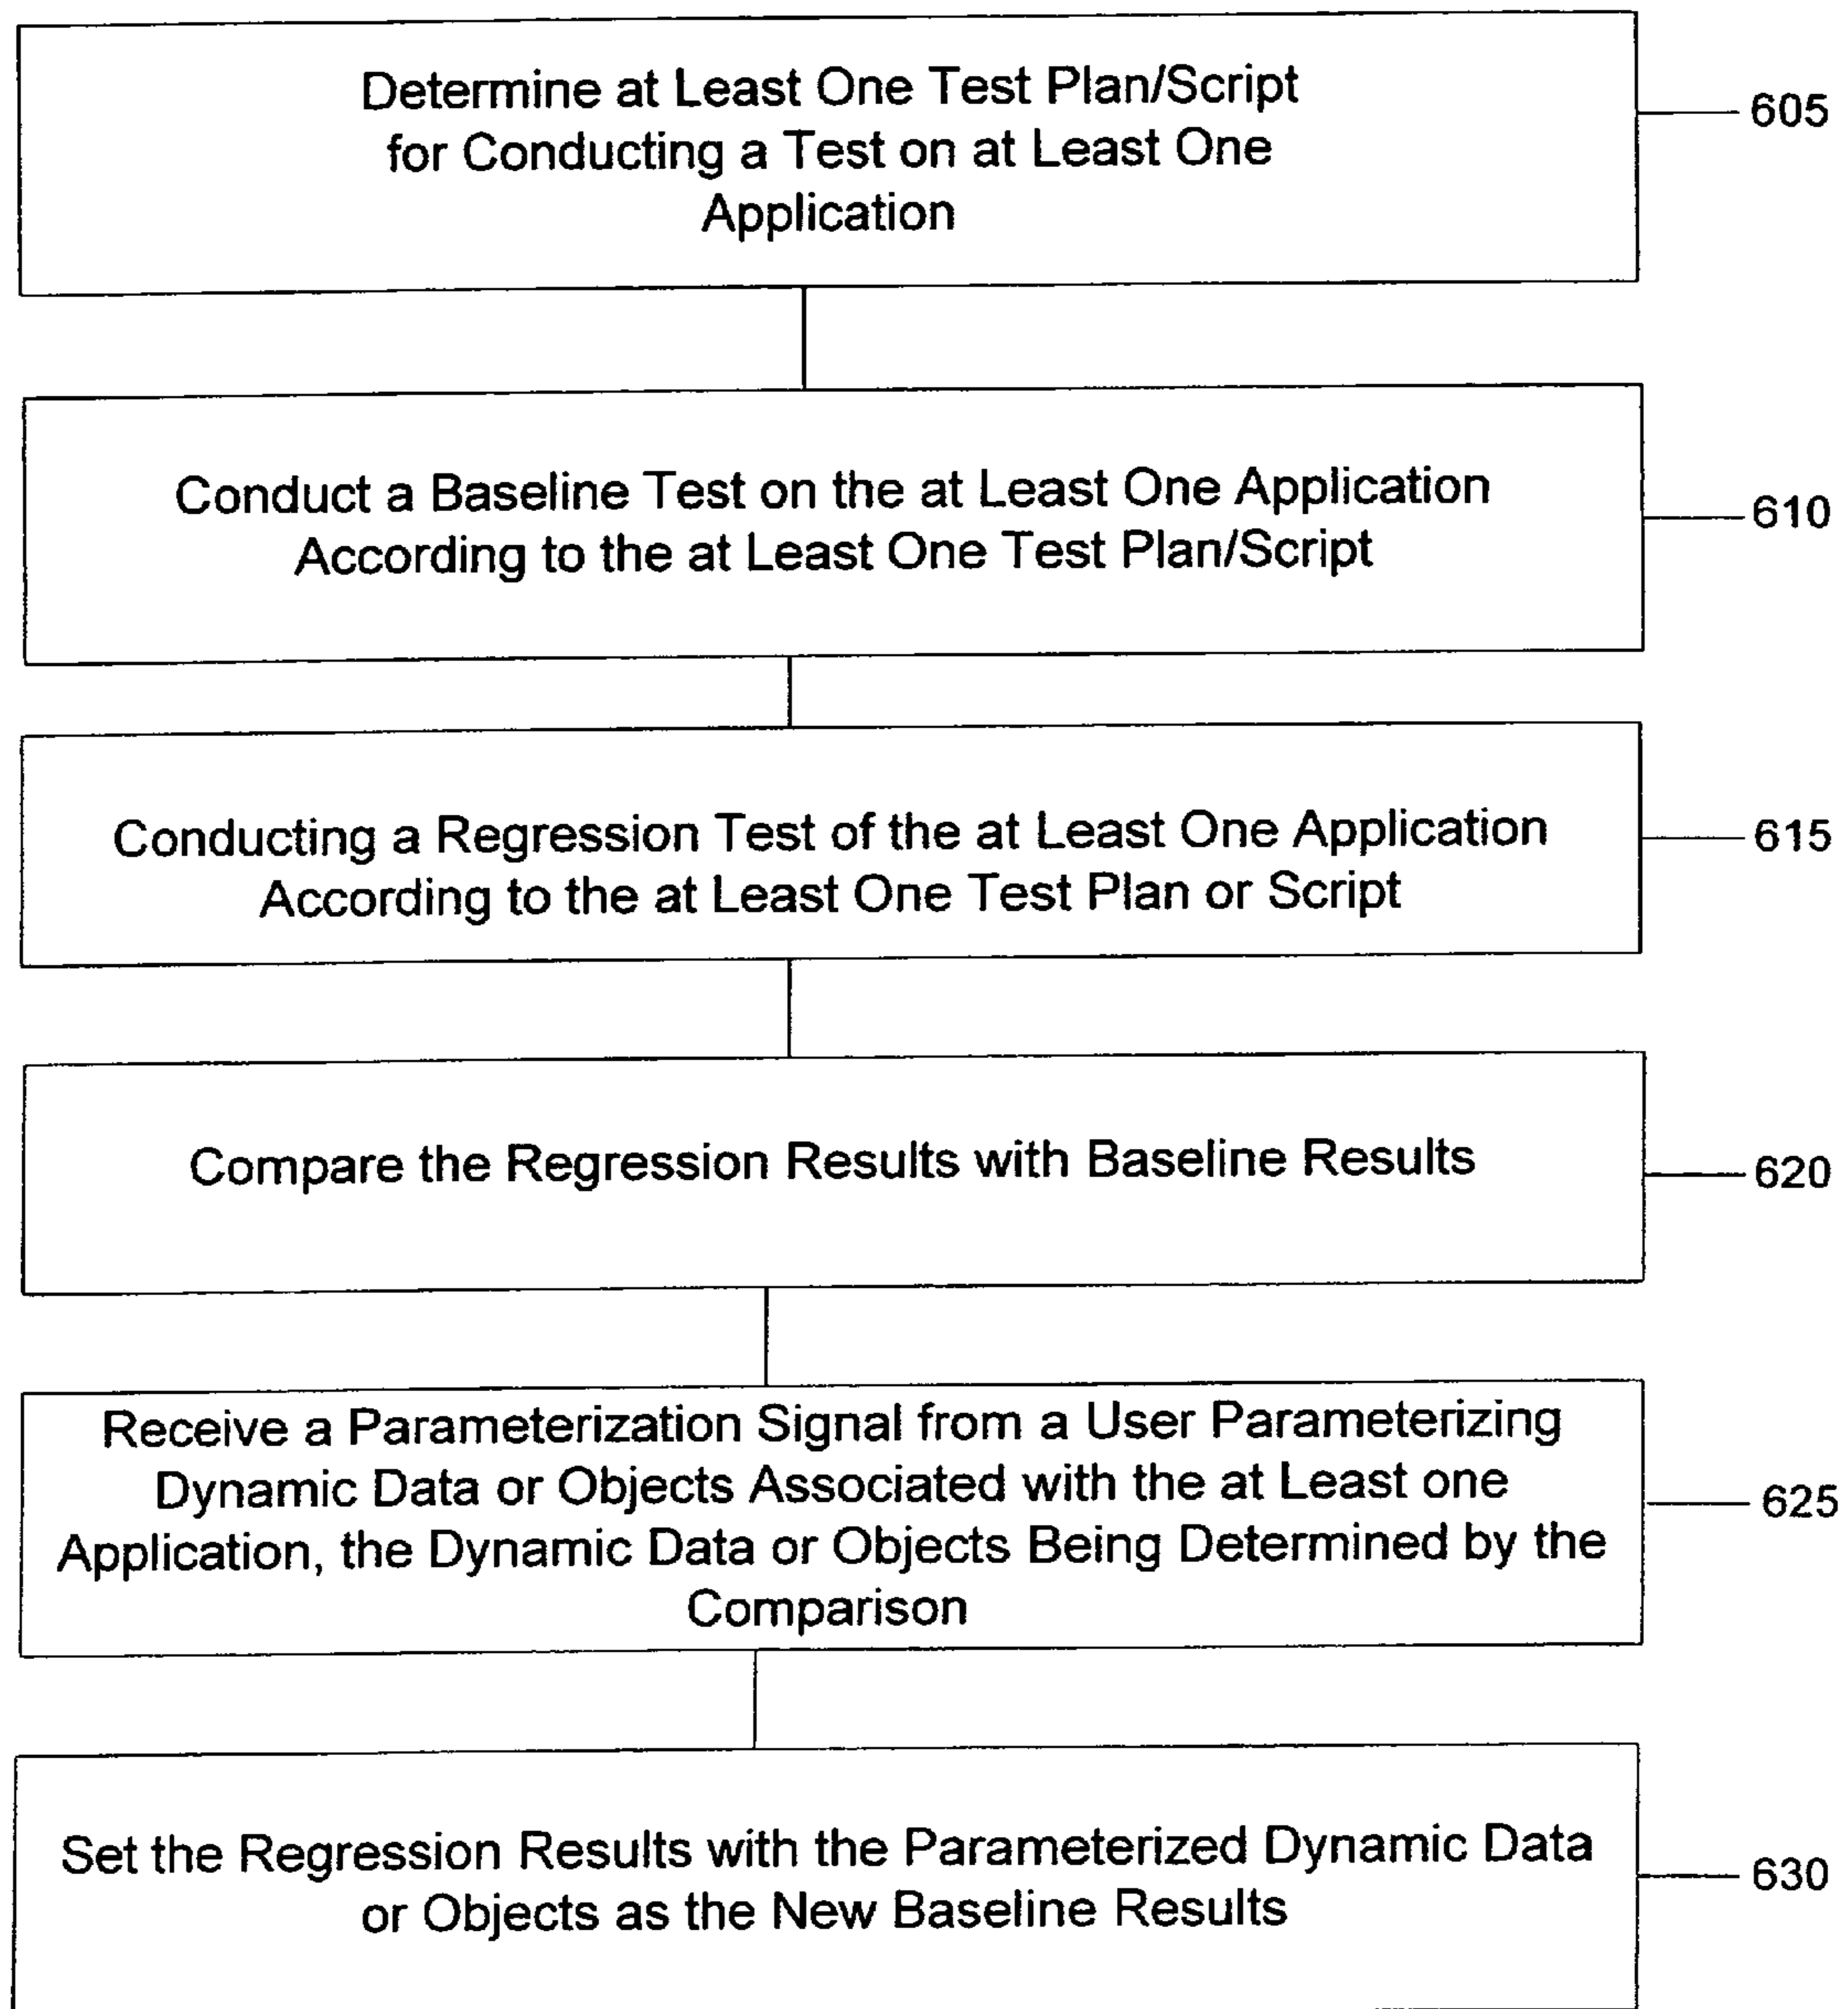 Determine at Least One Test Plan/Script
for Conducting a Test on at Least One
Application
605
Conduct a Baseline Test on the at Least One Application
According to the at Least One Test Plan/Script
610
Conducting a Regression Test of the at Least One Application
According to the at Least One Test Plan or Script
615
Compare the Regression Results with Baseline Results
620
Receive a Parameterization Signal from a User Parameterizing
Dynamic Data or Objects Associated with the at Least one
Application, the Dynamic Data or Objects Being Determined by the
Comparison
625
Set the Regression Results with the Parameterized Dynamic Data
or Objects as the New Baseline Results
630